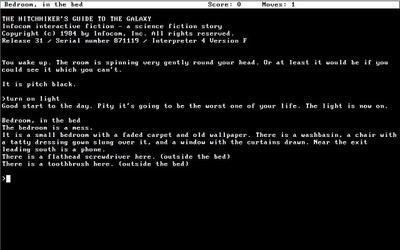 Bedroom, in the bed Score: 0 Moves: 1
THE HITCHHIKER'S GUIDE TO THE GALAXY
Infocom interactive fiction - a science fiction story
Copyright (c) 1984 by Infocom, Inc. All rights reserved.
Release 31 / Serial number 871119 / Interpreter 4 Version F
You wake up. The room is spinning very gently round your head. Or at least it would be if you
could see it which you can't.
It is pitch black.
>turn on light
Good start to the day. Pity it's going to be the worst one of your life. The light is now on.
Bedroom, in the bed
The bedroom is a mess.
It is a small bedroom with a faded carpet and old wallpaper. There is a washbasin, a chair with
a tatty dressing gown slung over it, and a window with the curtains drawn. Near the exit
leading south is a phone.
There is a flathead screwdriver here. (outside the bed)
There is a toothbrush here. (outside the bed)
>